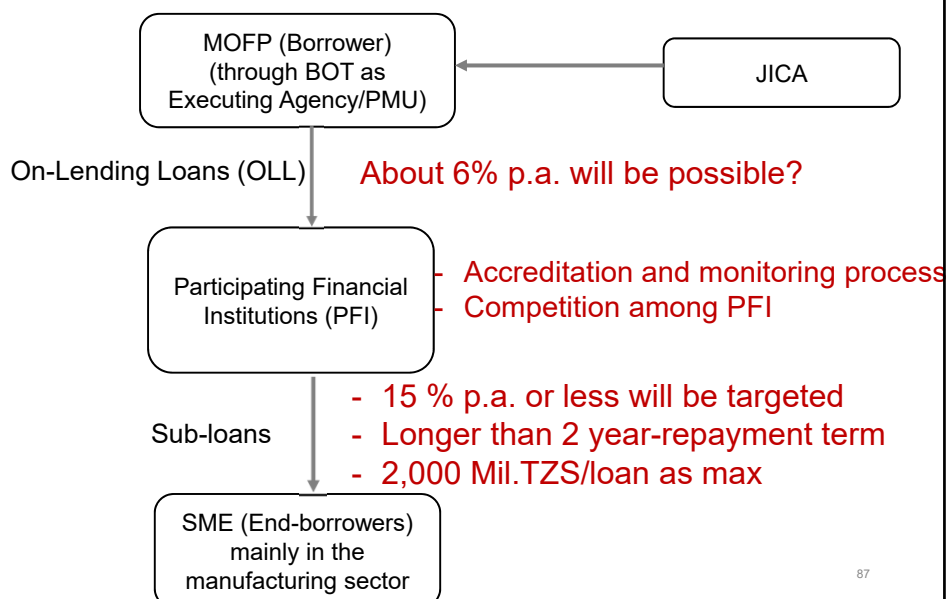 MOFP (Borrower)
(through BOT as
Executing Agency/PMU)
JICA
On-Lending Loans (OLL)
About 6% p.a. will be possible?
Participating Financial
Institutions (PFI)
- Accreditation and monitoring process
- Competition among PFI
Sub-loans
- 15 % p.a. or less will be targeted
- Longer than 2 year-repayment term
- 2,000 Mil.TZS/loan as max
SME (End-borrowers)
mainly in the
manufacturing sector
87